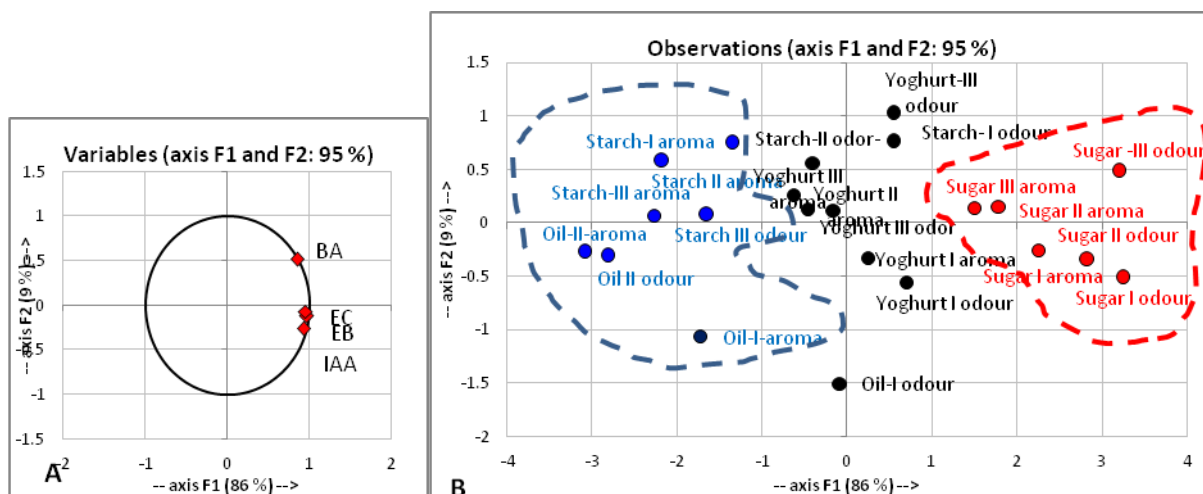 Variables (axis F1 and F2: 95 %)
1.5
1
0.5
0
-0.5
-1
-1.5
-- axis F2 (9 %) -->
BA
EC
EB
IAA
-2
-1
0
1
2
A
-- axis F1 (86 %) -->
Observations (axis F1 and F2: 95 %)
1.5
1
0.5
0
-0.5
-1
-1.5
-2
-- axis F2 (9 %) -->
Yoghurt-III
odour
Starch-I aroma
Starch-II odor-
Starch- I odour
Sugar -III odour
Starch II aroma
Yoghurt III
aroma
Starch-III aroma
Yoghurt II
aroma
Sugar III aroma
Sugar II aroma
Starch III odour
Yoghurt III odor
Sugar II odour
Oil-II-aroma
Oil II odour
Yoghurt I aroma
Sugar I aroma
Yoghurt I odour
Sugar I odour
Oil-I-aroma
Oil-I odour
-4
-3
-2
-1
0
1
2
3
4
B
-- axis F1 (86 %) -->